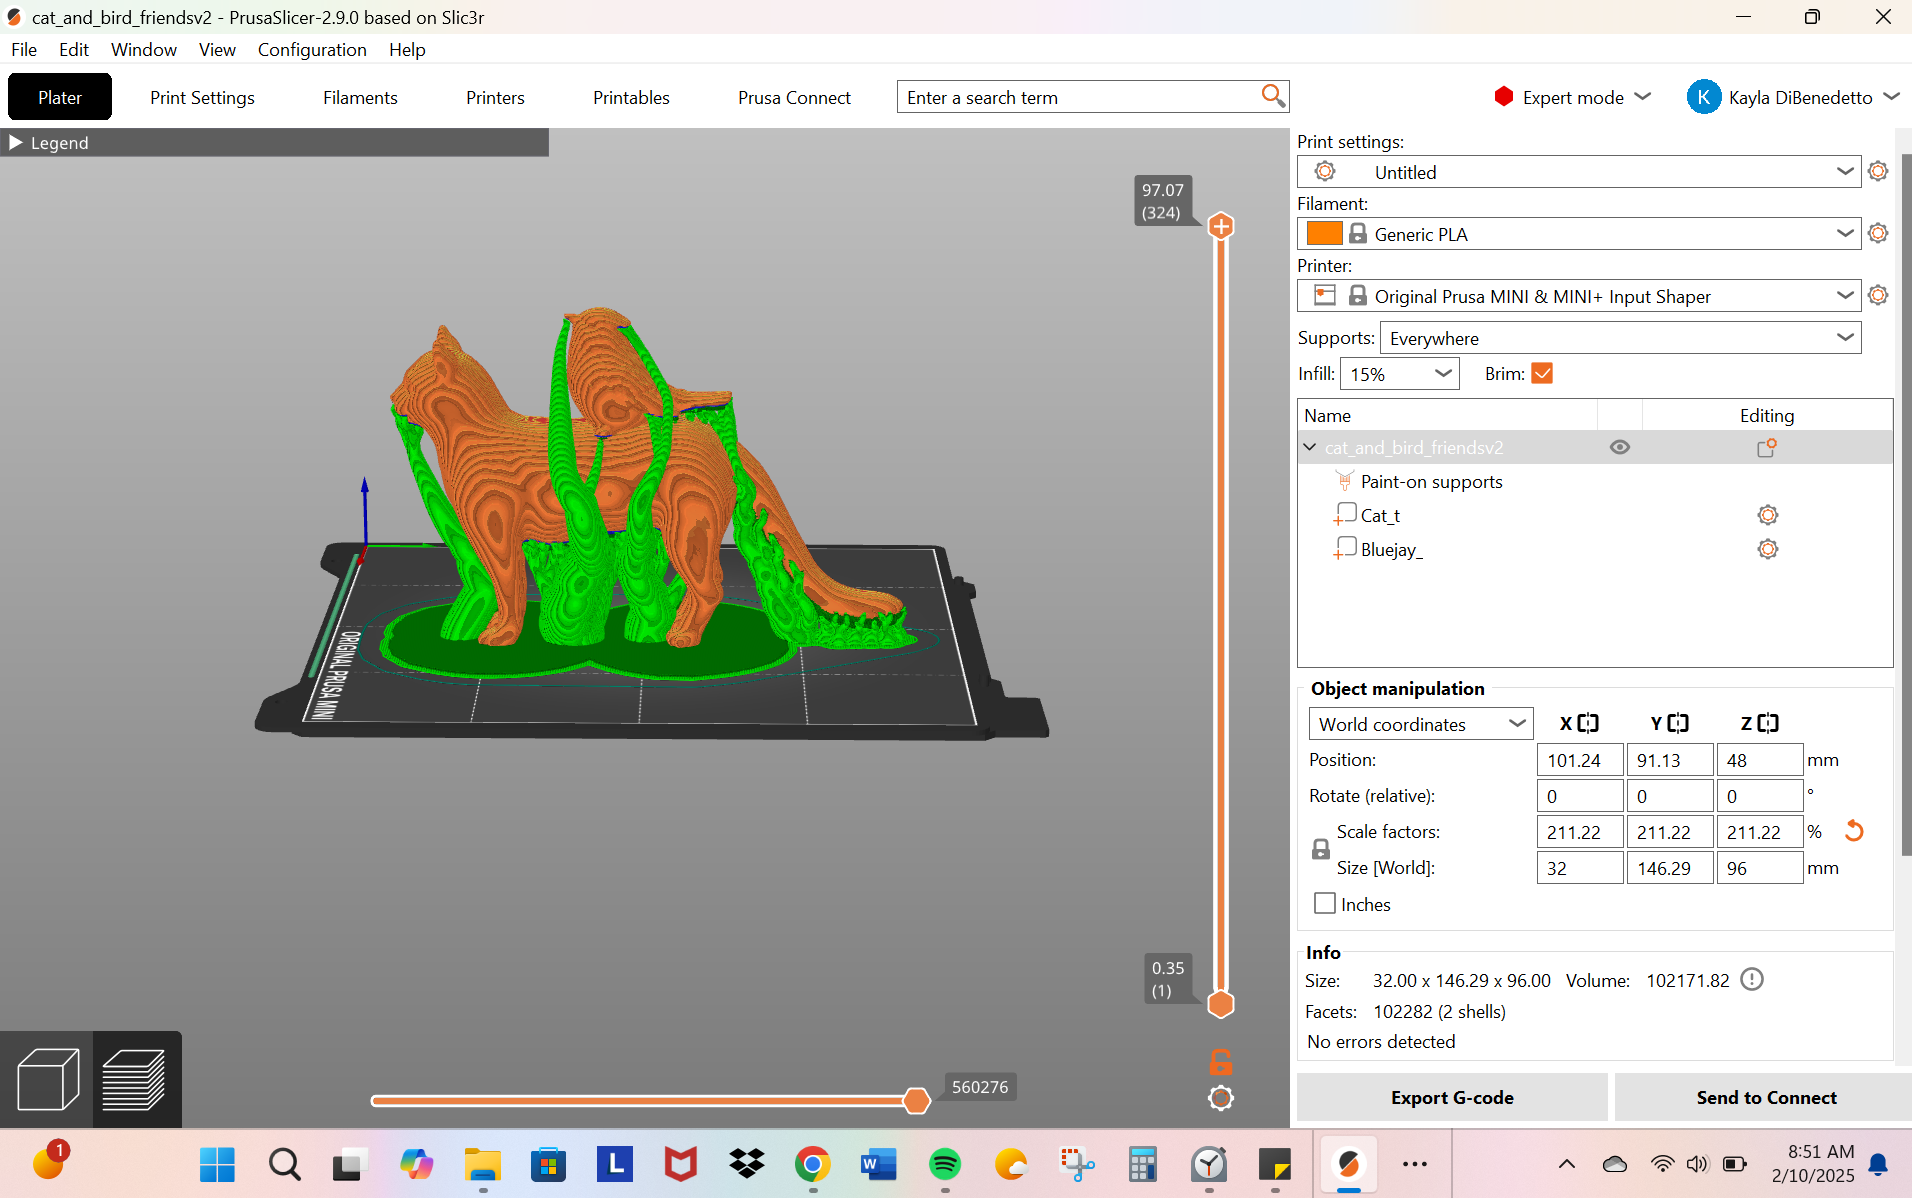 cat_and_bird_friendsv2 - PrusaSlicer-2.9.0 based on Slic3r
File Edit Window View Configuration Help
Plater Print Settings Filaments Printers Printables Prusa Connect Enter a search term Expert mode K Kayla DiBenedetto
Legend
Print settings:
Untitled
Filament:
Generic PLA
Printer:
Original Prusa MINI & MINI+ Input Shaper
Supports: Everywhere
Infill: 15% Brim:
Name Editing
cat_and_bird_friendsv2
Paint-on supports
Cat_t
Bluejay_
97.07
(324)
ORIGINAL PRUSA MINI
Object manipulation
World coordinates X Y Z
Position: 101.24 91.13 48 mm
Rotate (relative): 0 0 0 °
Scale factors: 211.22 211.22 211.22 %
Size [World]: 32 146.29 96 mm
Inches
0.35
(1)
Info
Size: 32.00 x 146.29 x 96.00 Volume: 102171.82
Facets: 102282 (2 shells)
No errors detected
560276
Export G-code Send to Connect
1
L
W
8:51 AM
2/10/2025